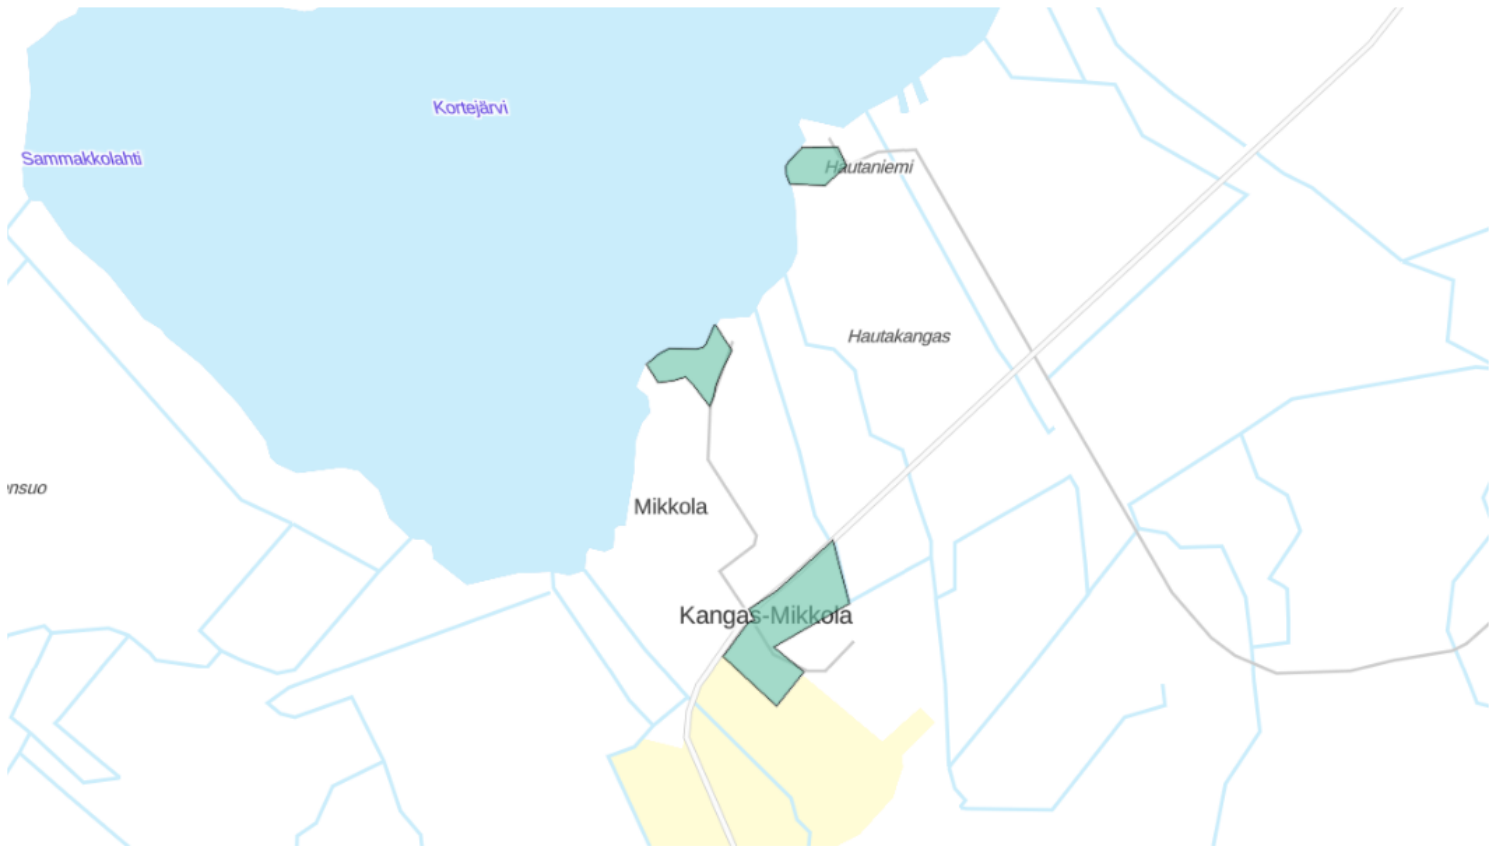 Kortejärvi
Sammakkolahti
Hautaniemi
Hautakangas
nsuo
Mikkola
Kangas-Mikkola